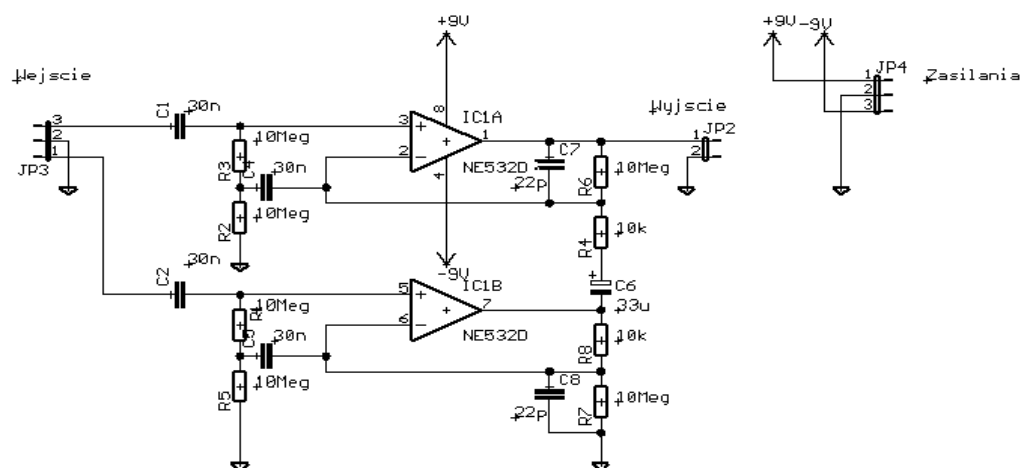 Wejscie
3
2
1
JP3
C1
30n
10Meg
R3
C4
30n
R2
10Meg
+9V
8
3
2
IC1A
1
NE532D
4
-9V
C7
22p
R6
10Meg
R4
10k
C6
33u
Wyjscie
1
2
JP2
+9V
-9V
1
2
3
JP4
Zasilania
C2
30n
10Meg
C3
30n
R5
10Meg
5
6
IC1B
7
NE532D
R8
10k
C8
22p
R7
10Meg